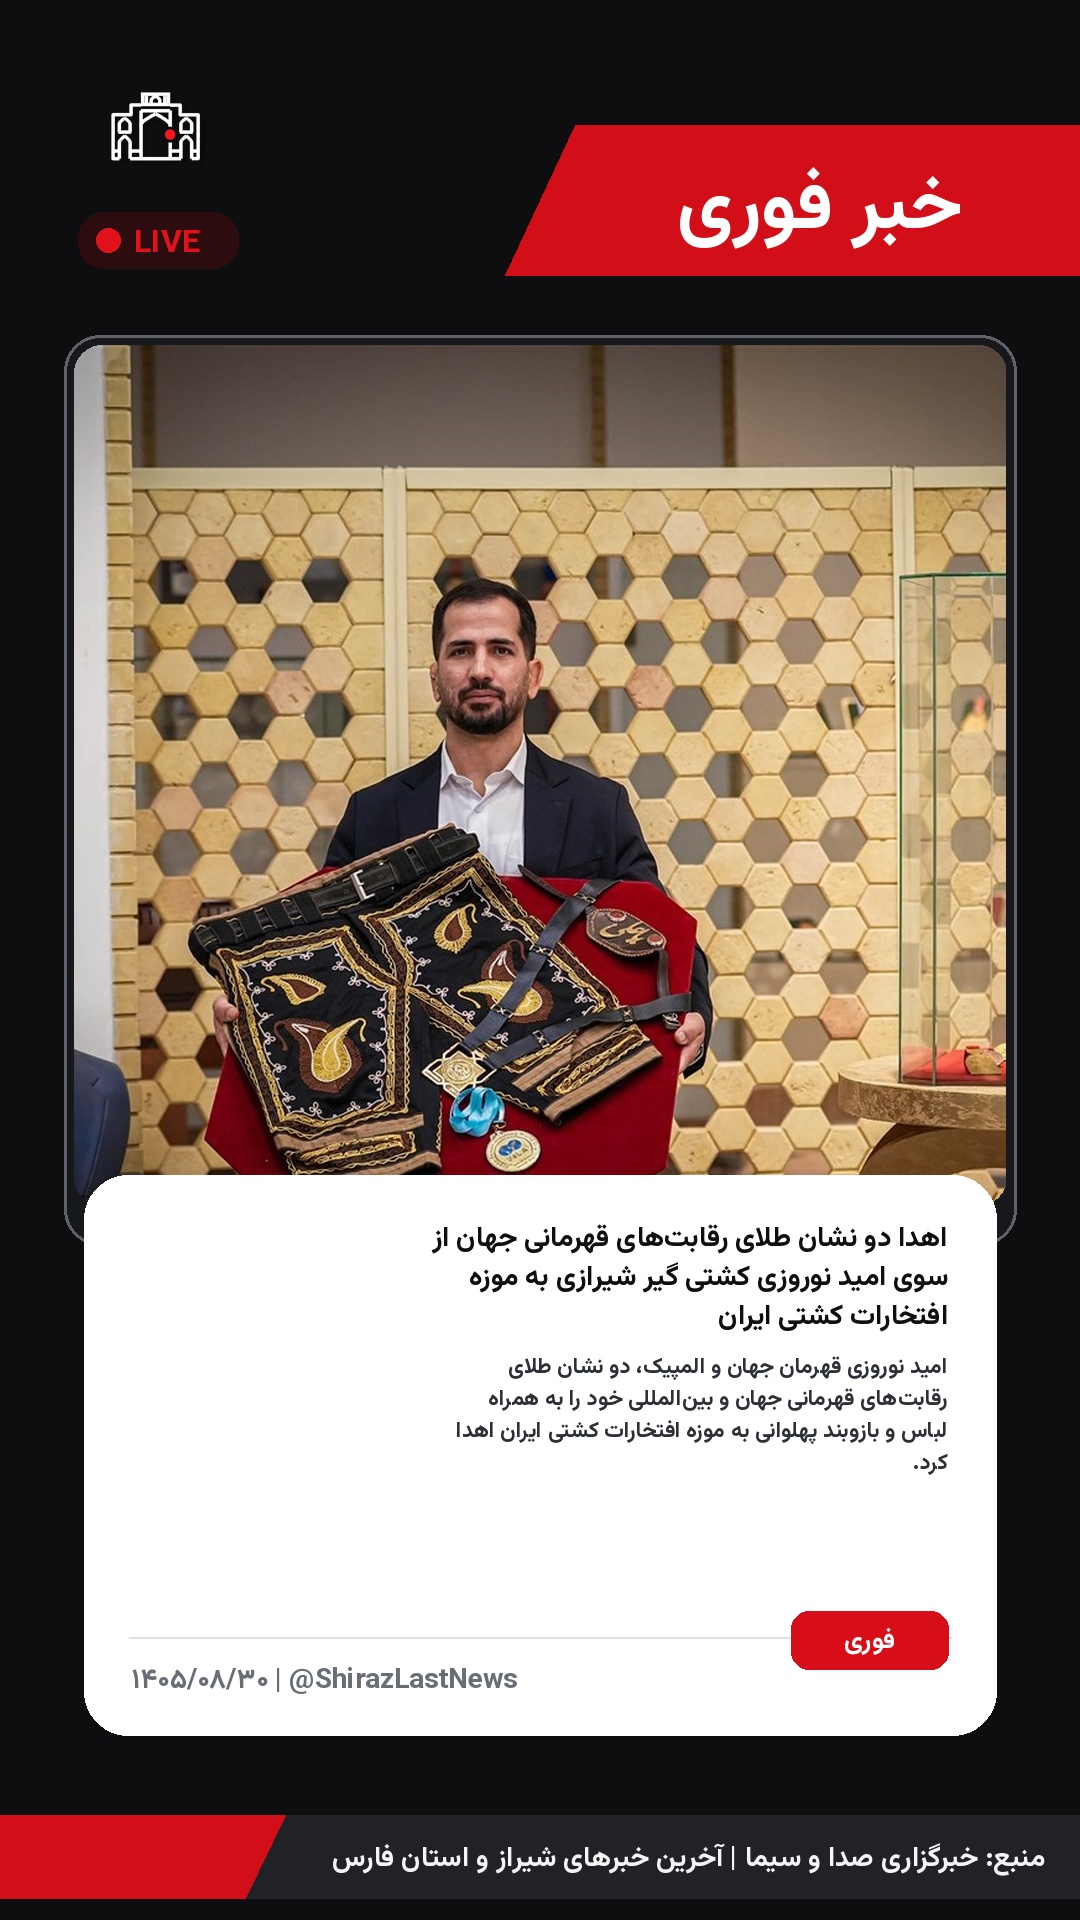 خبر فوری
LIVE
یاعلی
اهدا دو نشان طلای رقابت‌های قهرمانی جهان از
سوی امید نوروزی کشتی گیر شیرازی به موزه
افتخارات کشتی ایران
امید نوروزی قهرمان جهان و المپیک، دو نشان طلای
رقابت‌های قهرمانی جهان و بین‌المللی خود را به همراه
لباس و بازوبند پهلوانی به موزه افتخارات کشتی ایران اهدا
کرد.
فوری
۱۴۰۵/۰۸/۳۰ | @ShirazLastNews
منبع: خبرگزاری صدا و سیما | آخرین خبرهای شیراز و استان فارس